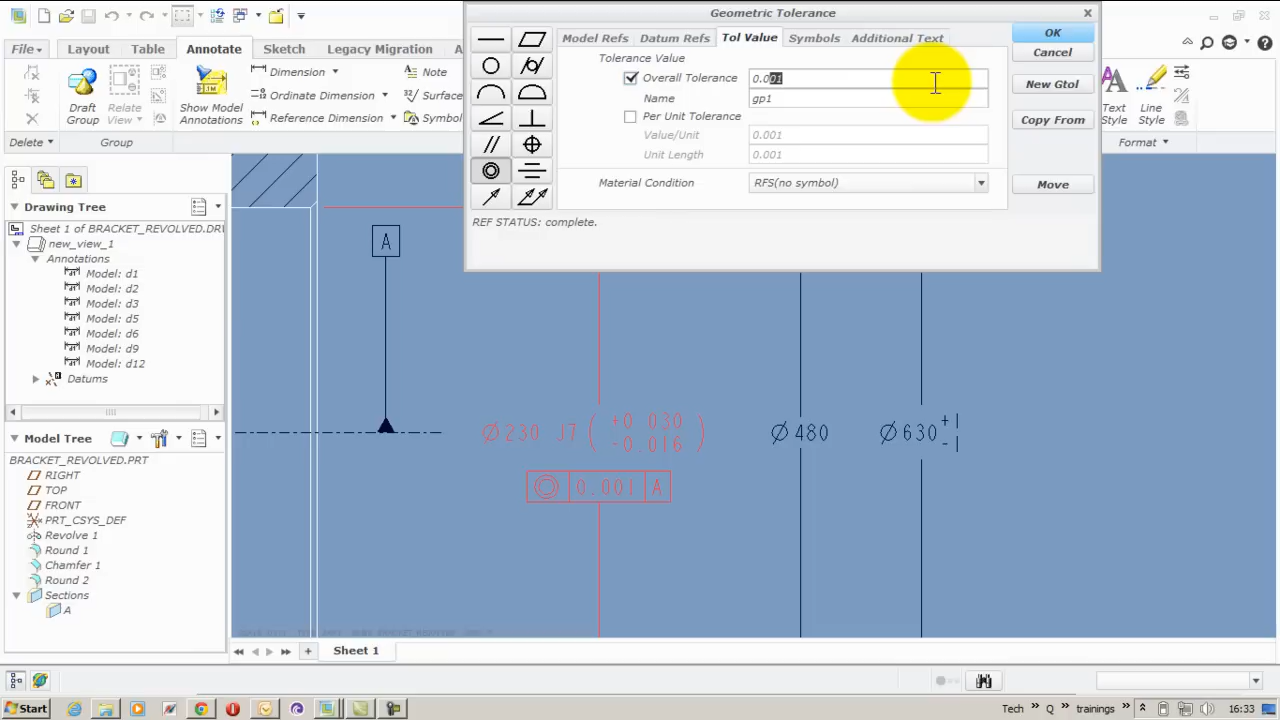 Geometric Tolerance
File
Layout
Table
Annotate
Sketch
Legacy Migration
Draft Group
Delete
Group
Show Model Annotations
Dimension
Ordinate Dimension
Reference Dimension
Note
Surface
Symbol
Model Refs
Datum Refs
Tol Value
Symbols
Additional Text
Tolerance Value
Overall Tolerance
0.001
Name
gp1
Per Unit Tolerance
Value/Unit
0.001
Unit Length
0.001
Material Condition
RFS(no symbol)
REF STATUS: complete.
OK
Cancel
New Gtol
Copy From
Move
Text Style
Line Style
Format
Drawing Tree
Sheet 1 of BRACKET_REVOLVED.DRW
new_view_1
Annotations
Model: d1
Model: d2
Model: d3
Model: d5
Model: d6
Model: d9
Model: d12
Datums
Model Tree
BRACKET_REVOLVED.PRT
RIGHT
TOP
FRONT
PRT_CSYS_DEF
Revolve 1
Round 1
Chamfer 1
Round 2
Sections
A
A
Ø230 J7 ( +0.030 -0.016 )
0.001 A
Ø480
Ø630 +1 -1
Sheet 1
Start
Tech » Q » trainings »
16:33